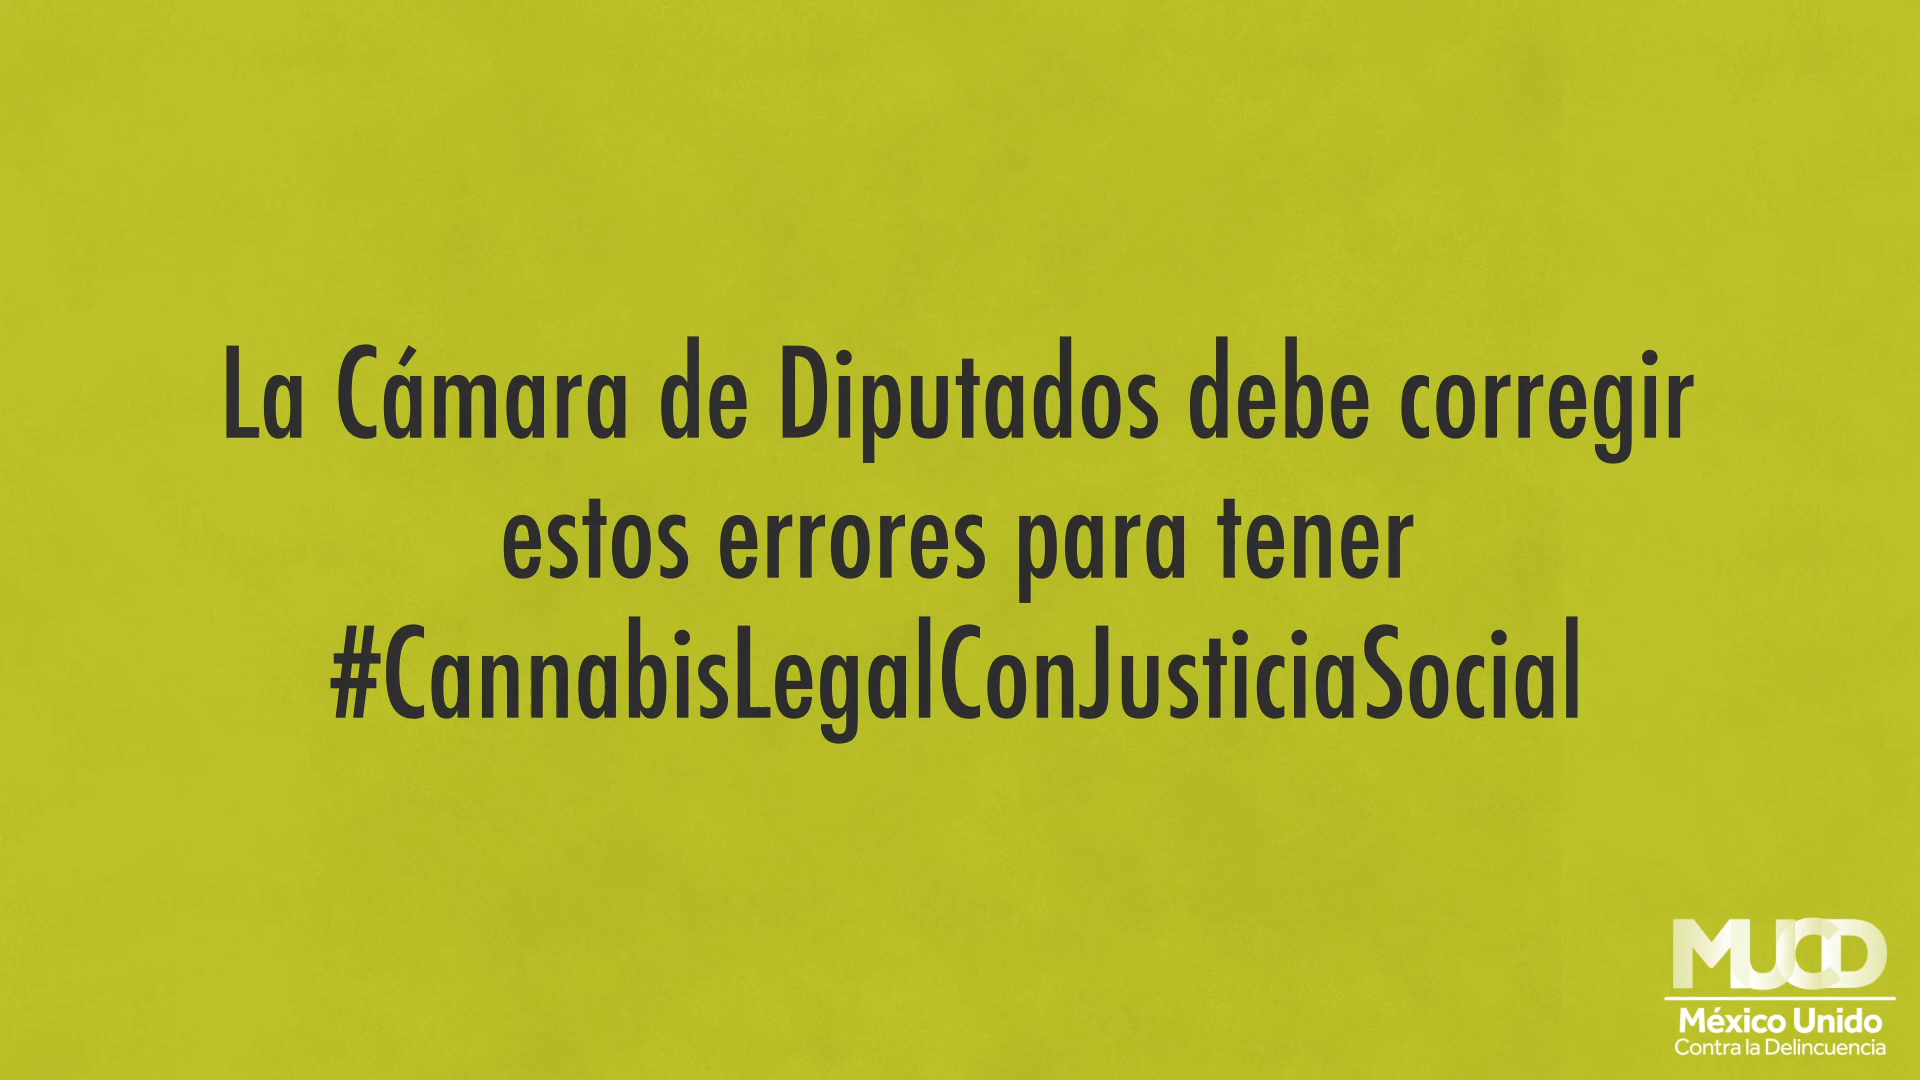 La Cámara de Diputados debe corregir
estos errores para tener
#CannabisLegalConJusticiaSocial
MUCD
México Unido
Contra la Delincuencia